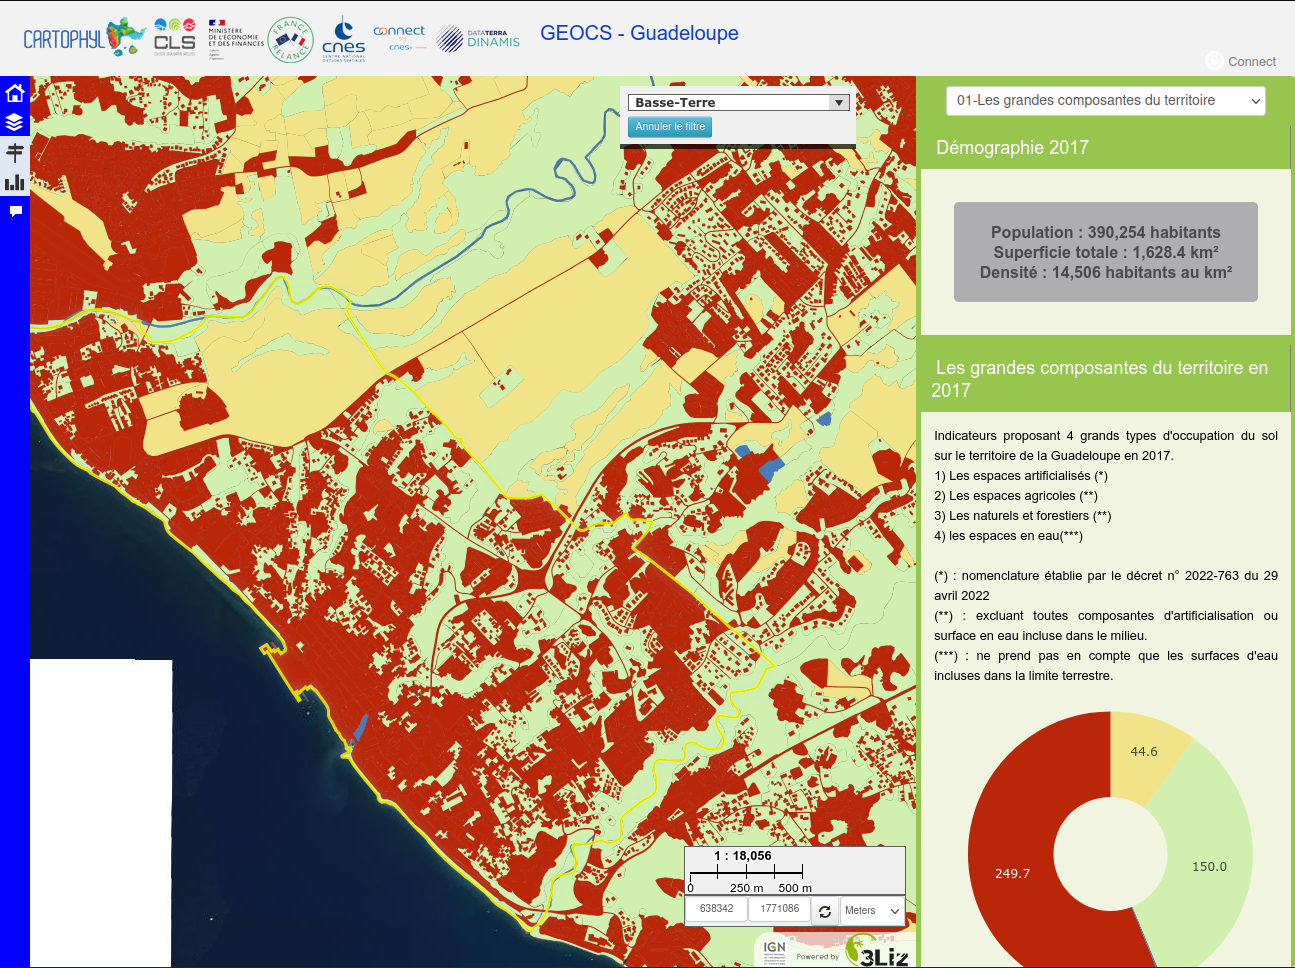 CARTOPHYL
CLS
MINISTÈRE
DE L'ÉCONOMIE
ET DES FINANCES
FRANCE
RELANCE
cnes
CENTRE NATIONAL
D'ÉTUDES SPATIALES
connect
cnes
DATA TERRA
DINAMIS
GEOCS - Guadeloupe
Connect
Basse-Terre
Annuler le filtre
01-Les grandes composantes du territoire
Démographie 2017
Population : 390,254 habitants
Superficie totale : 1,628.4 km²
Densité : 14,506 habitants au km²
Les grandes composantes du territoire en
2017
Indicateurs proposant 4 grands types d'occupation du sol
sur le territoire de la Guadeloupe en 2017.
1) Les espaces artificialisés (*)
2) Les espaces agricoles (**)
3) Les naturels et forestiers (**)
4) les espaces en eau(***)
(*) : nomenclature établie par le décret n° 2022-763 du 29
avril 2022
(**) : excluant toutes composantes d'artificialisation ou
surface en eau incluse dans le milieu.
(***) : ne prend pas en compte que les surfaces d'eau
incluses dans la limite terrestre.
44.6
150.0
249.7
1 : 18,056
0 250 m 500 m
638342 1771086 Meters
IGN
Powered by 3Liz